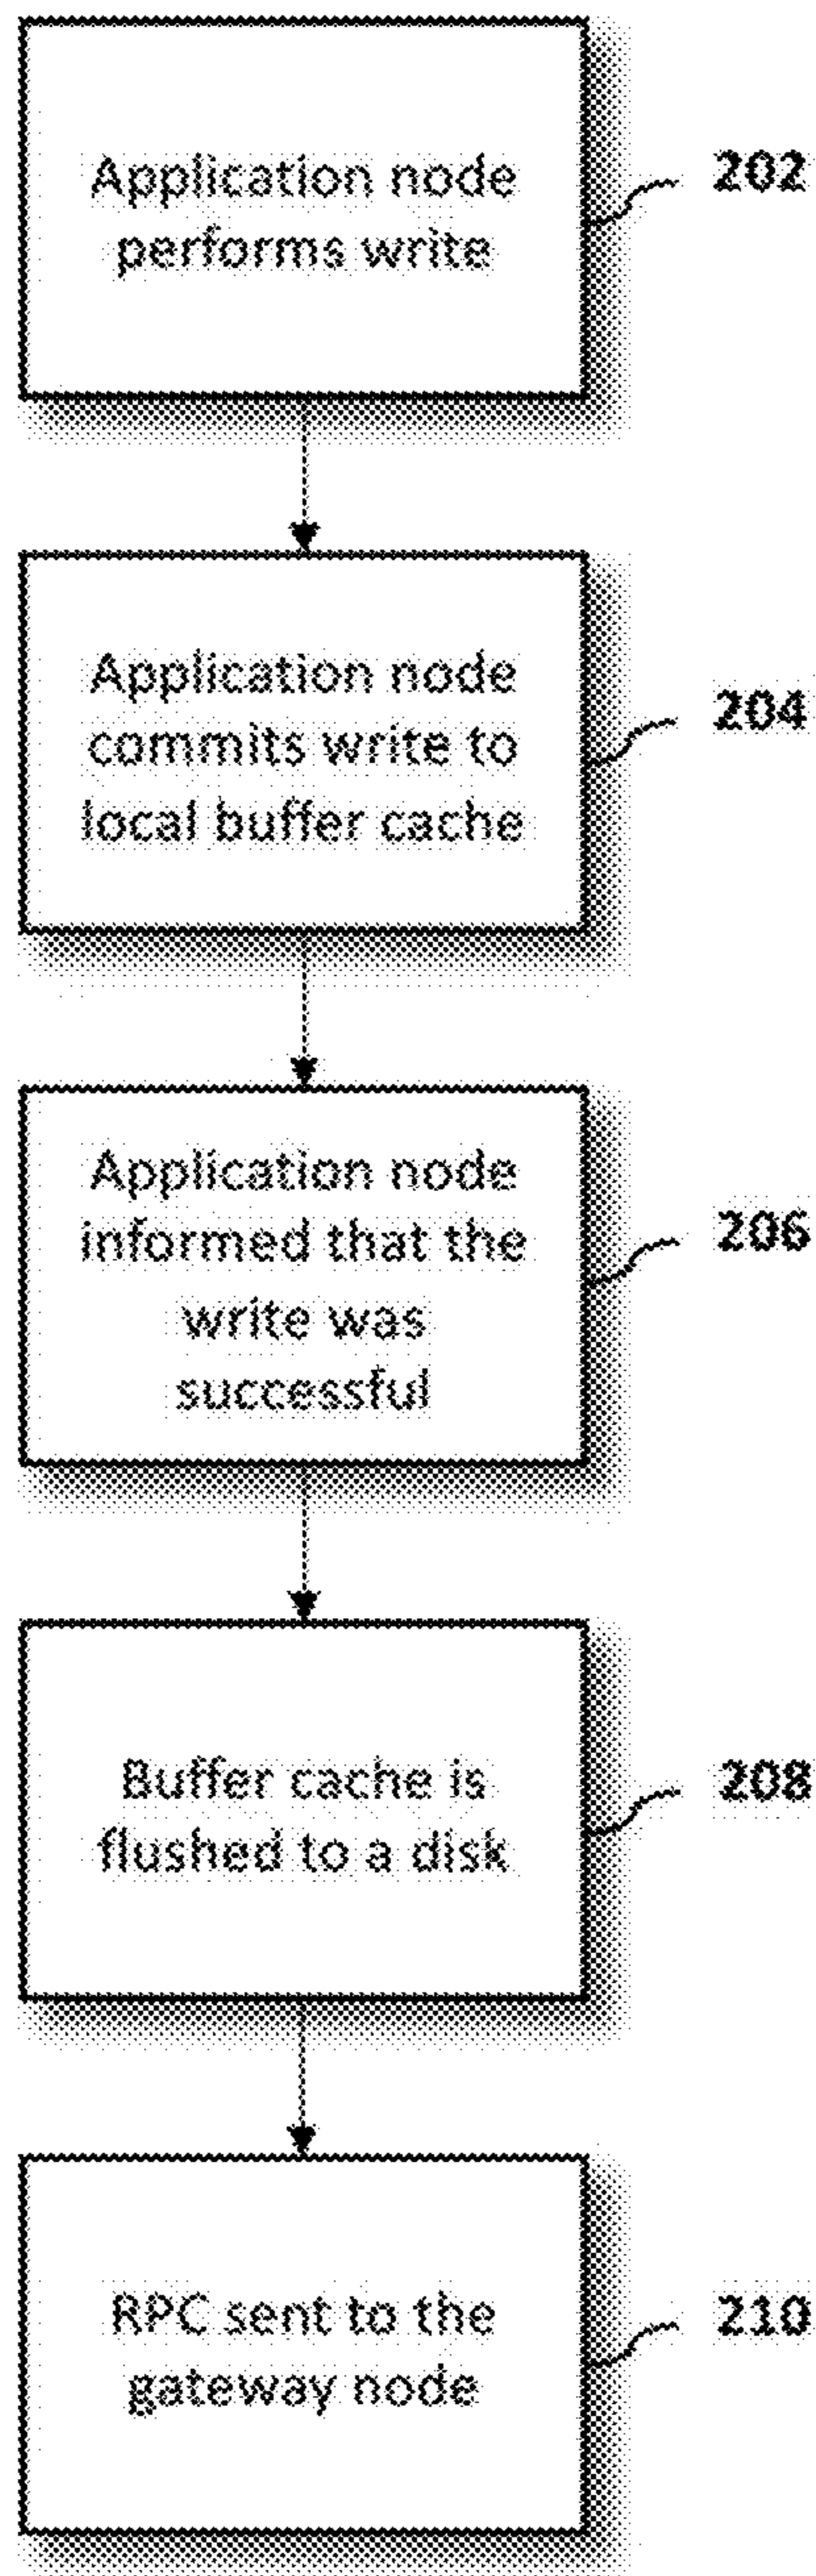 Application node
performs write
202
Application node
commits write to
local buffer cache
204
Application node
informed that the
write was
successful
206
Buffer cache is
flushed to a disk
208
RPC sent to the
gateway node
210